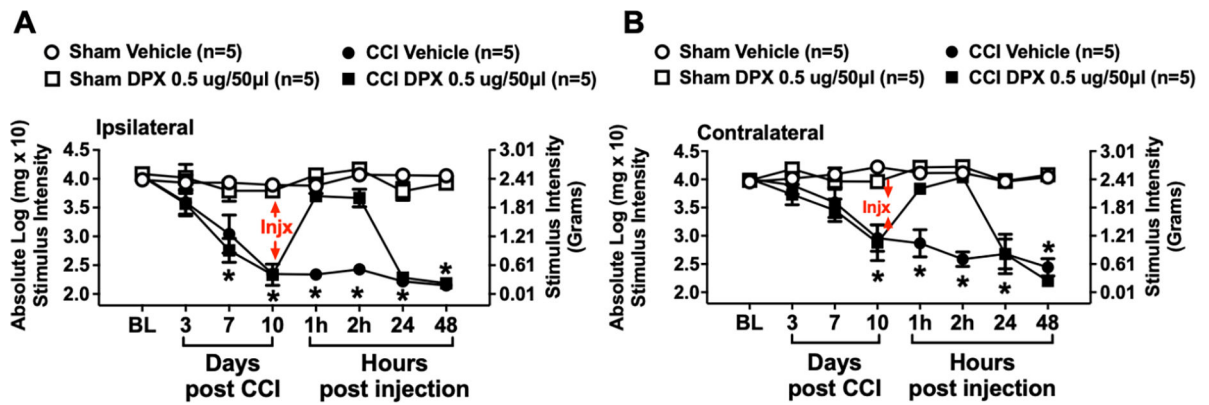 A
Sham Vehicle (n=5)
CCI Vehicle (n=5)
Sham DPX 0.5 ug/50µl (n=5)
CCI DPX 0.5 ug/50µl (n=5)
Ipsilateral
Absolute Log (mg x 10)
Stimulus Intensity
4.5
4.0
3.5
3.0
2.5
2.0
3.01
2.41
1.81
1.21
0.61
0.01
Stimulus Intensity
(Grams)
Injx
*
*
*
*
*
*
BL 3 7 10 1h 2h 24 48
Days
post CCI
Hours
post injection
B
Sham Vehicle (n=5)
CCI Vehicle (n=5)
Sham DPX 0.5 ug/50µl (n=5)
CCI DPX 0.5 ug/50µl (n=5)
Contralateral
Absolute Log (mg x 10)
Stimulus Intensity
4.5
4.0
3.5
3.0
2.5
2.0
3.01
2.41
1.81
1.21
0.61
0.01
Stimulus Intensity
(Grams)
Injx
*
*
*
*
*
BL 3 7 10 1h 2h 24 48
Days
post CCI
Hours
post injection